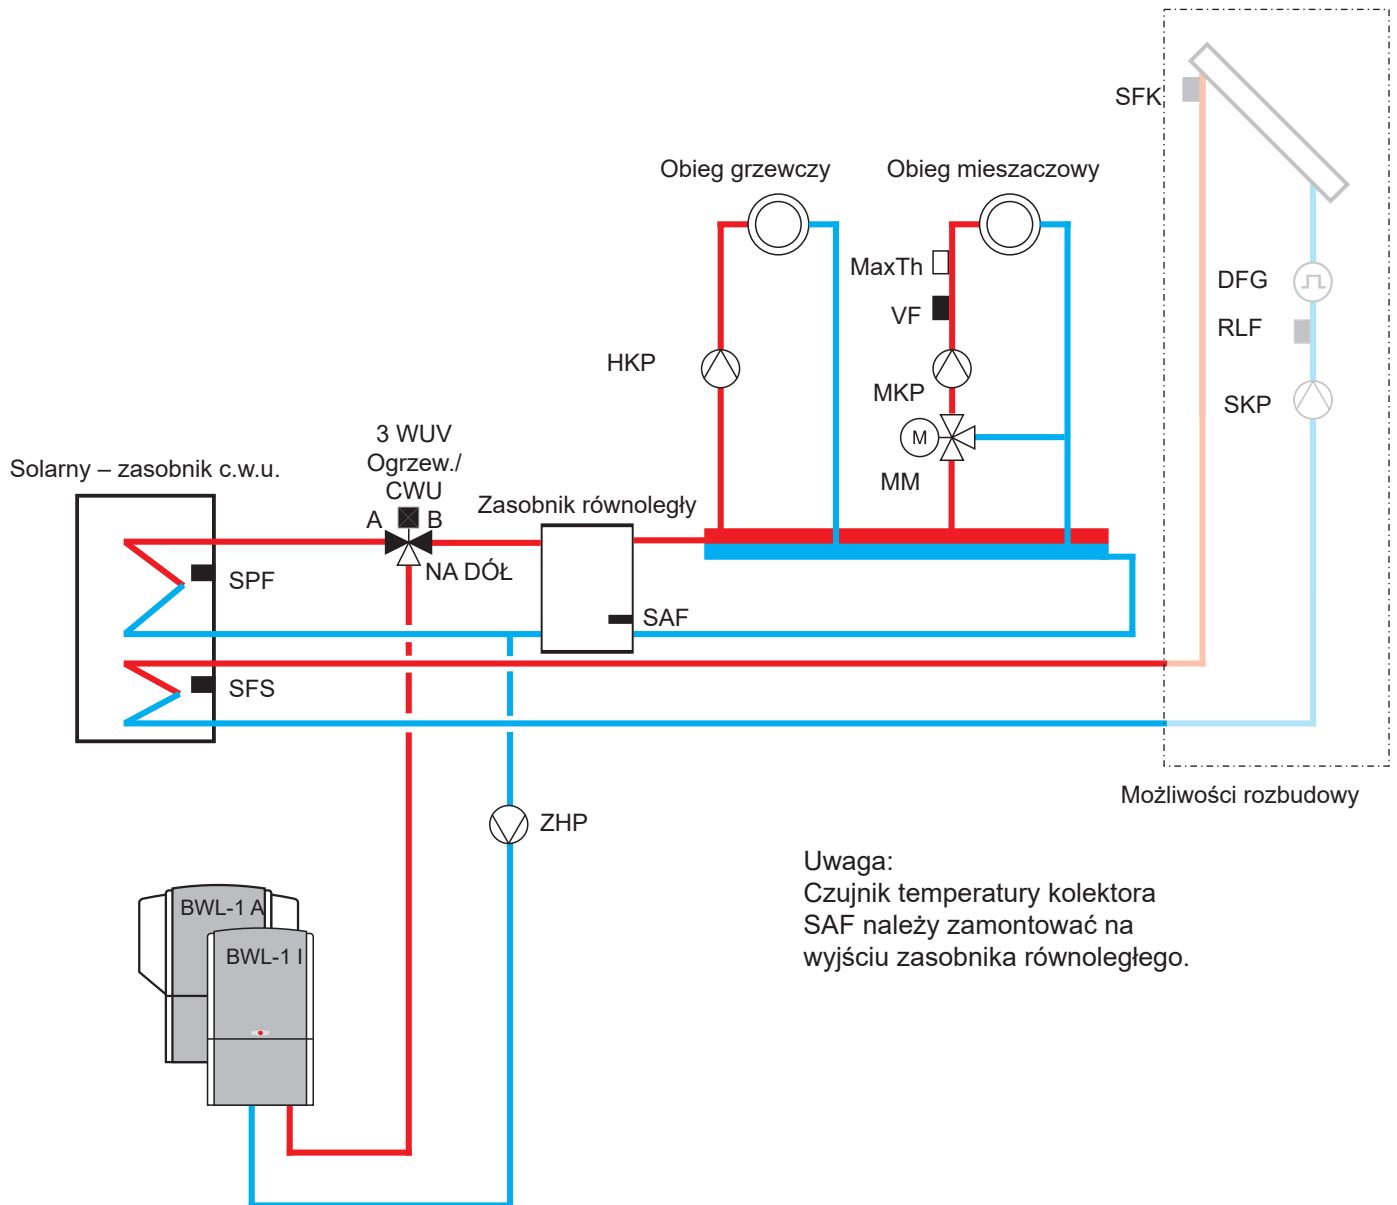 SFK
Obieg grzewczy
Obieg mieszaczowy
MaxTh
VF
DFG
RLF
HKP
MKP
SKP
M
MM
3 WUV
Ogrzew./
CWU
A
B
NA DÓŁ
Solarny – zasobnik c.w.u.
Zasobnik równoległy
SPF
SAF
SFS
Możliwości rozbudowy
ZHP
Uwaga:
Czujnik temperatury kolektora
SAF należy zamontować na
wyjściu zasobnika równoległego.
BWL-1 A
BWL-1 I